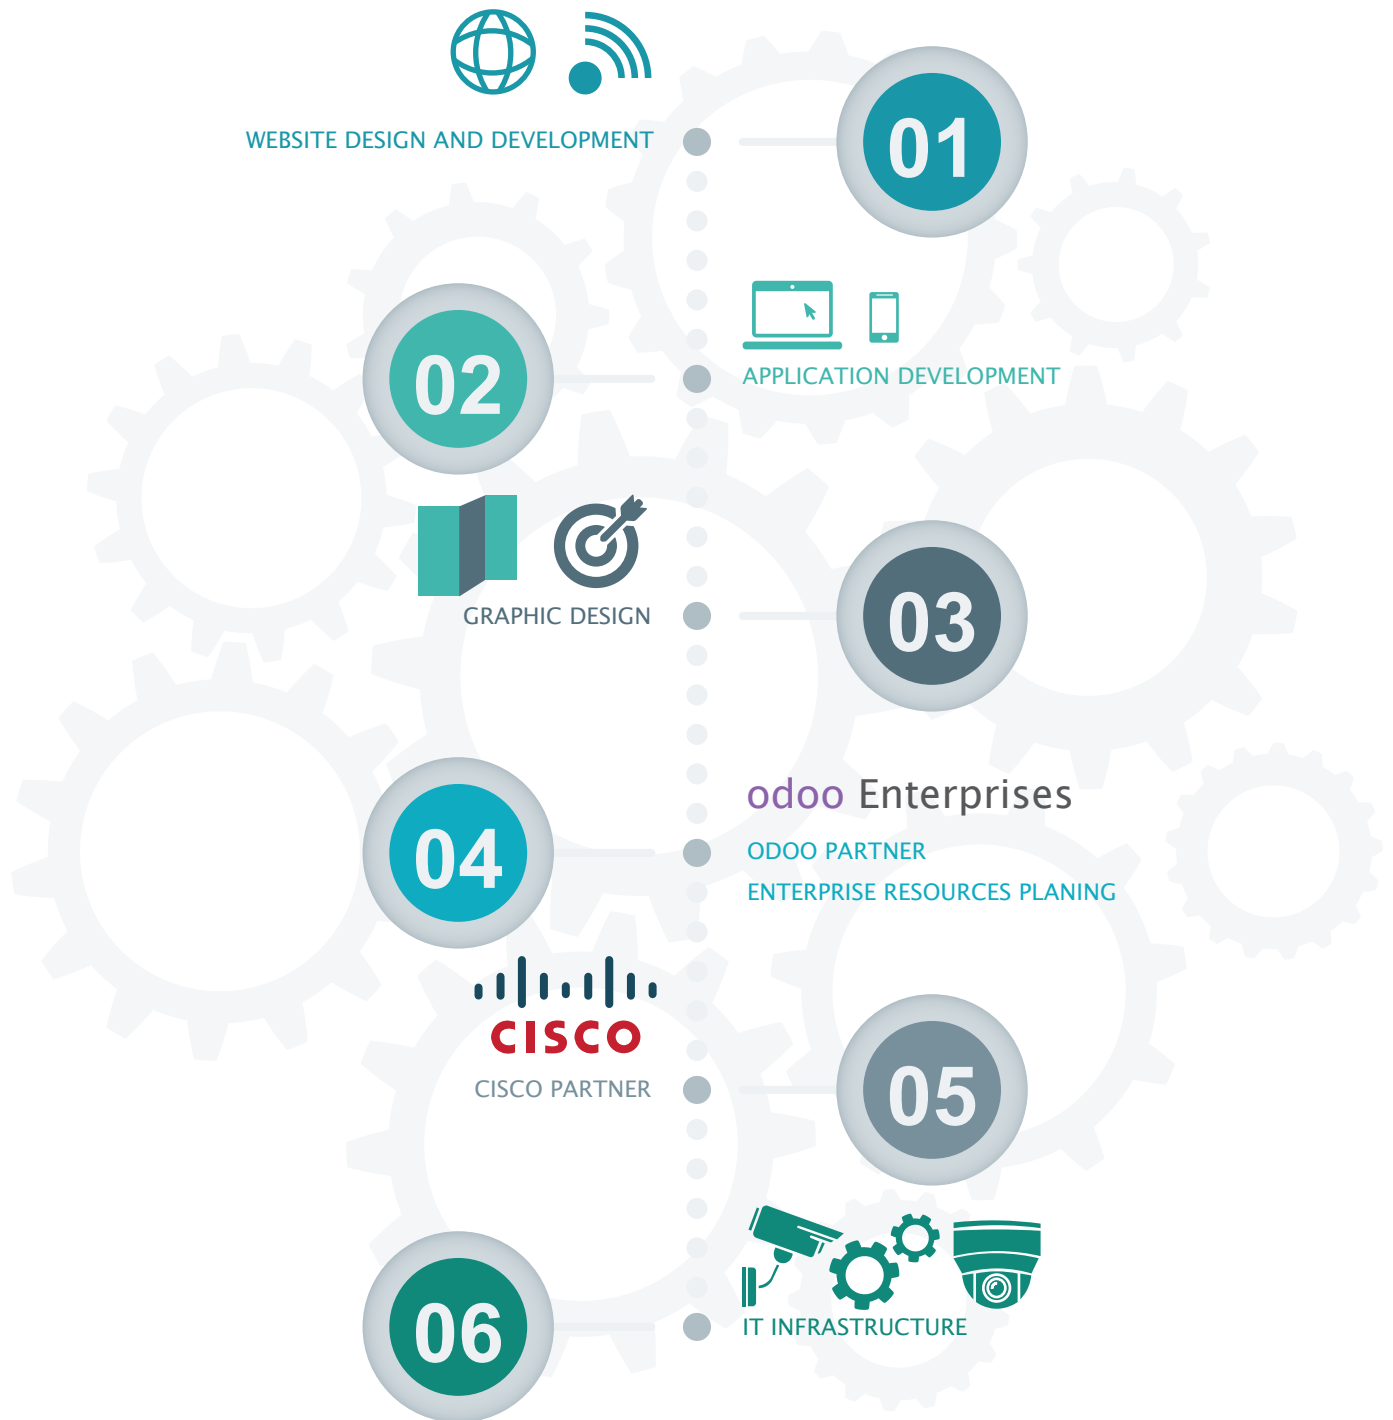 WEBSITE DESIGN AND DEVELOPMENT
01
02
APPLICATION DEVELOPMENT
GRAPHIC DESIGN
03
odoo Enterprises
04
ODOO PARTNER
ENTERPRISE RESOURCES PLANING
CISCO
CISCO PARTNER
05
06
IT INFRASTRUCTURE